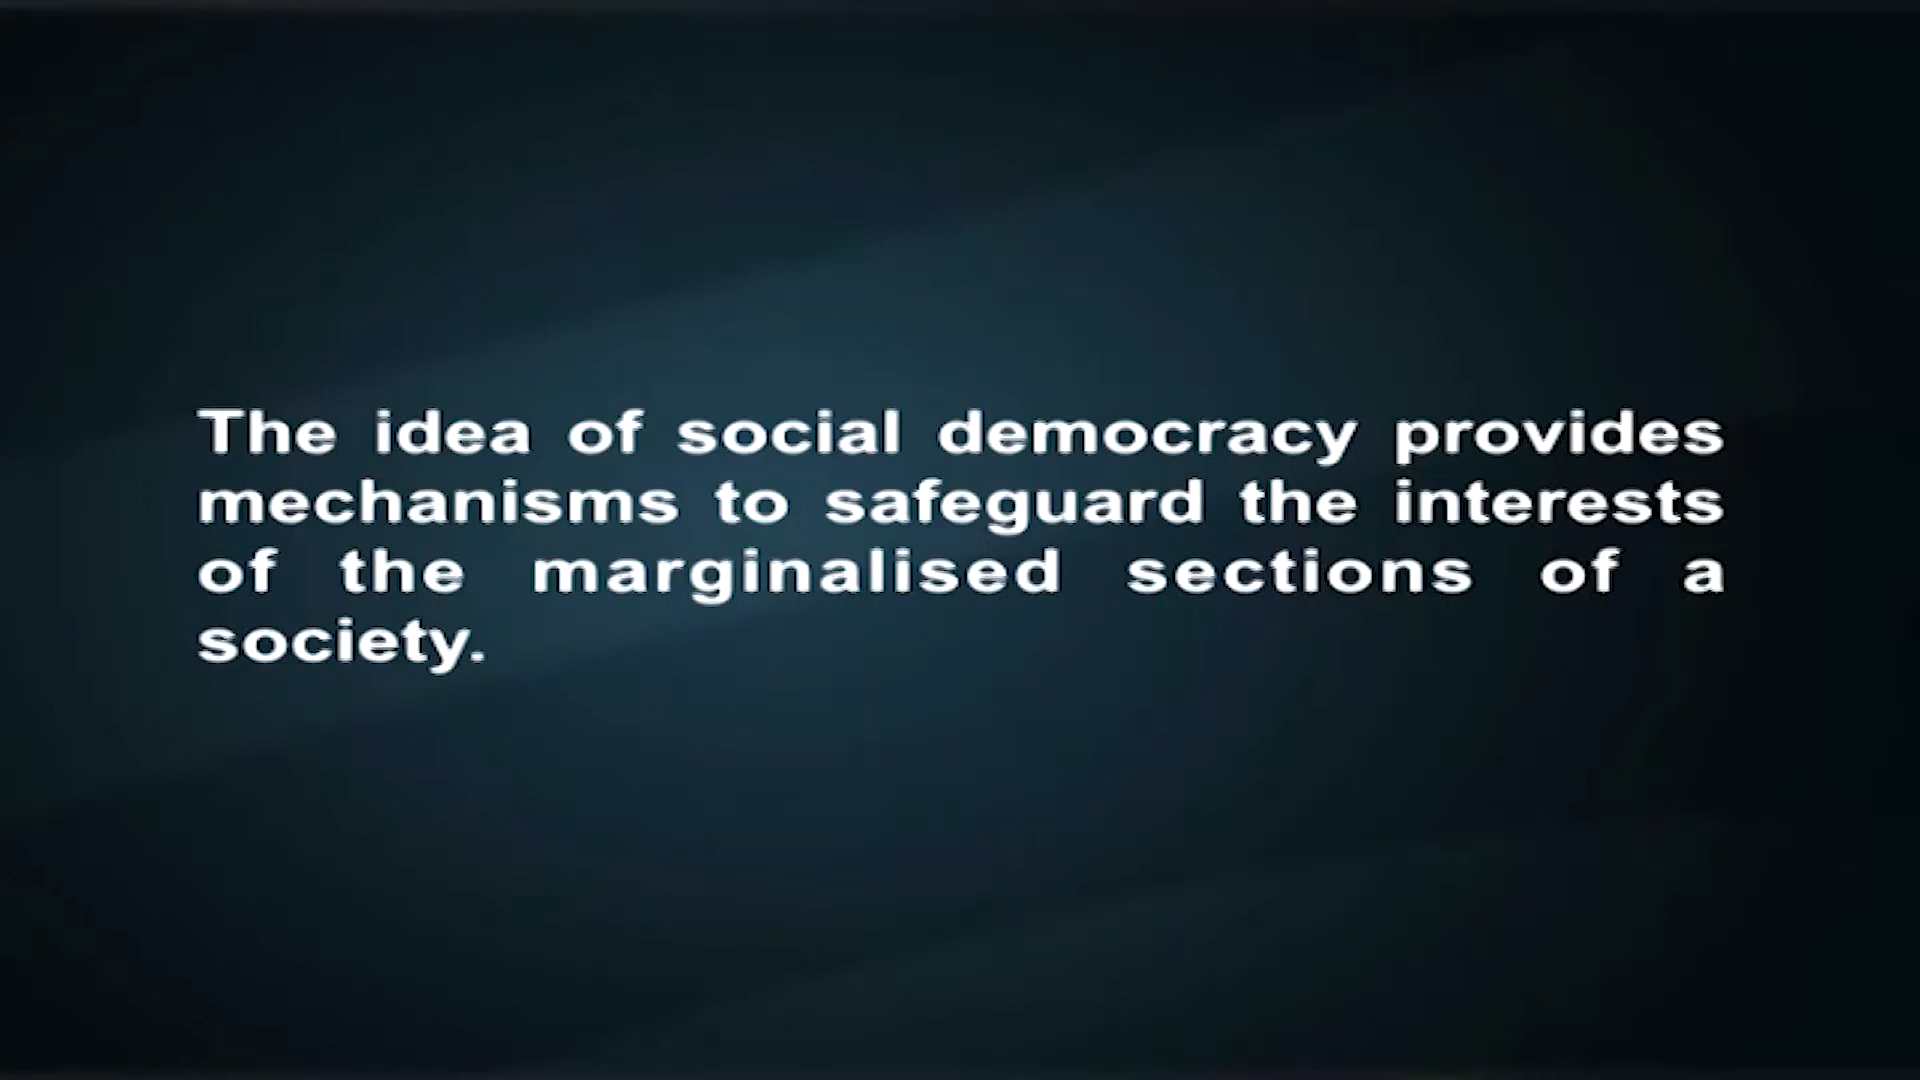 The idea of social democracy provides
mechanisms to safeguard the interests
of the marginalised sections of a
society.